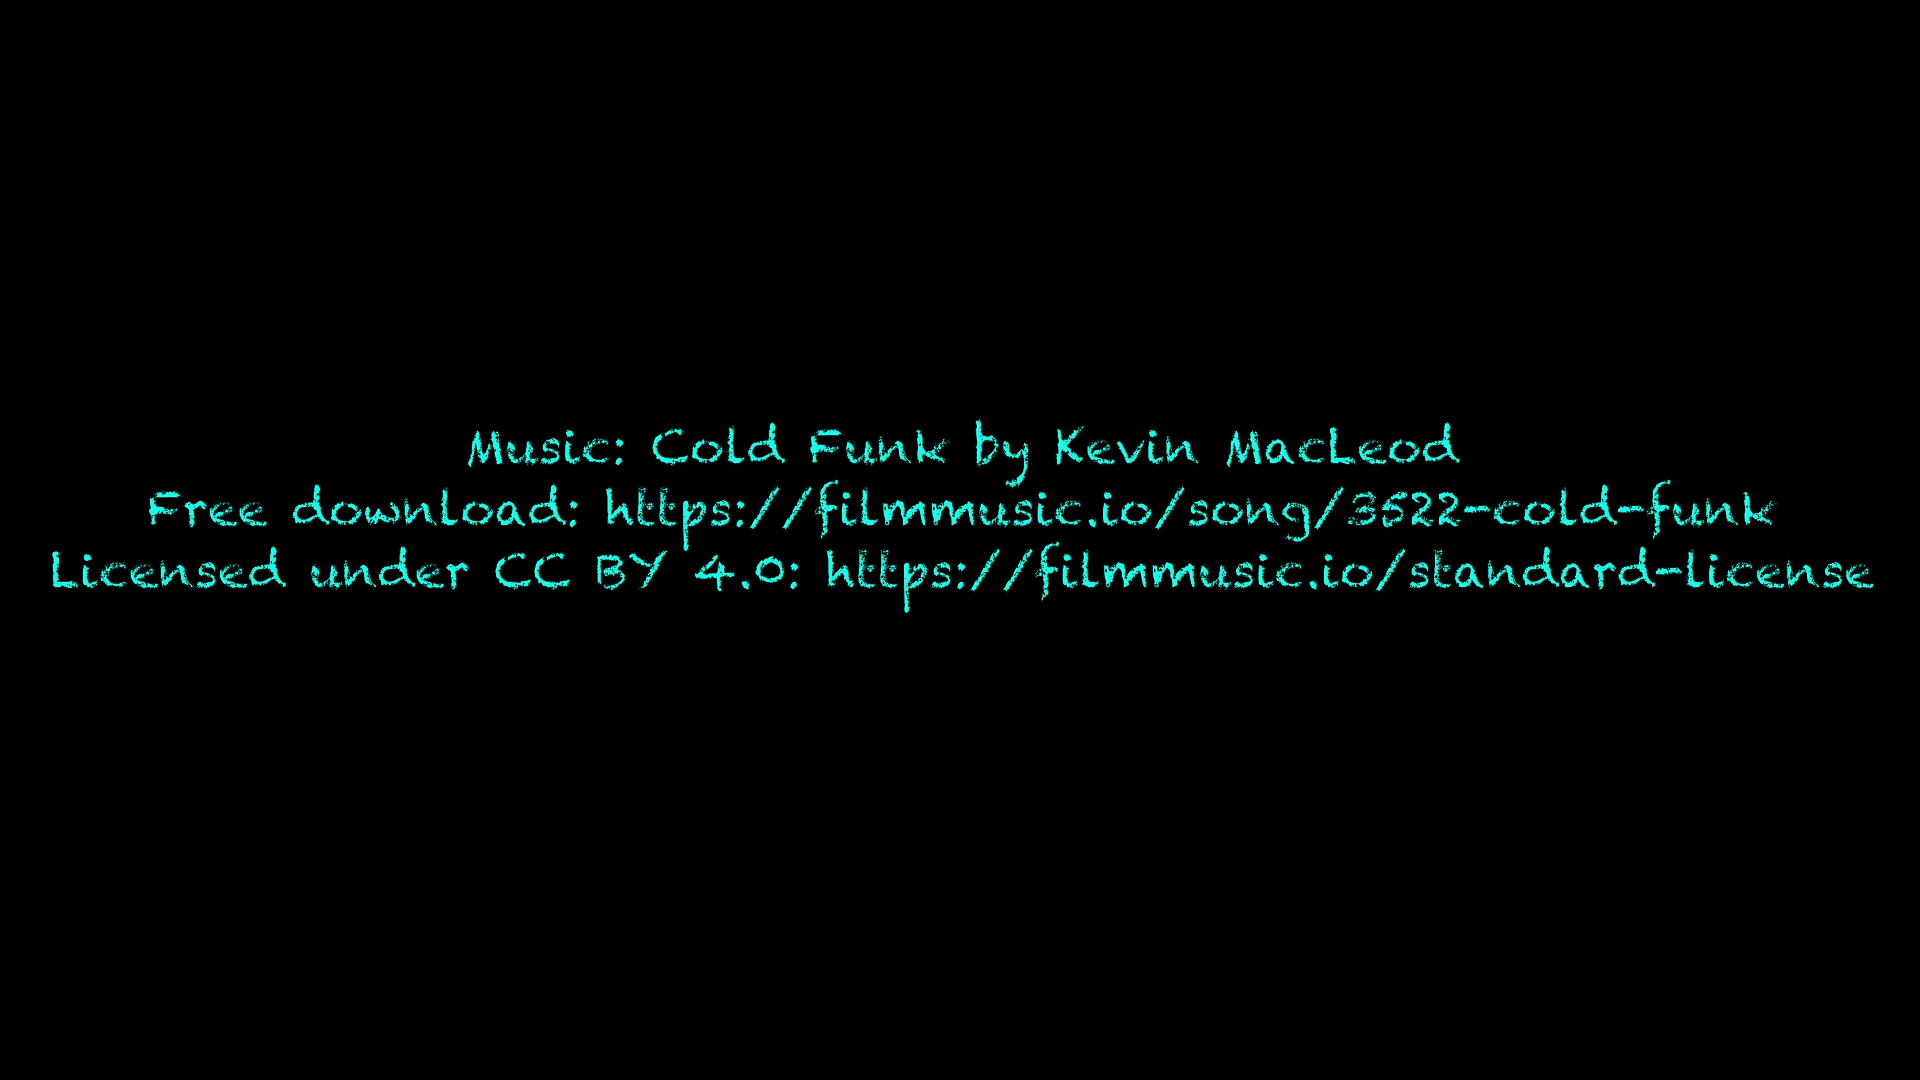 Music: Cold Funk by Kevin MacLeod
Free download: https://filmmusic.io/song/3522-cold-funk
Licensed under CC BY 4.0: https://filmmusic.io/standard-license